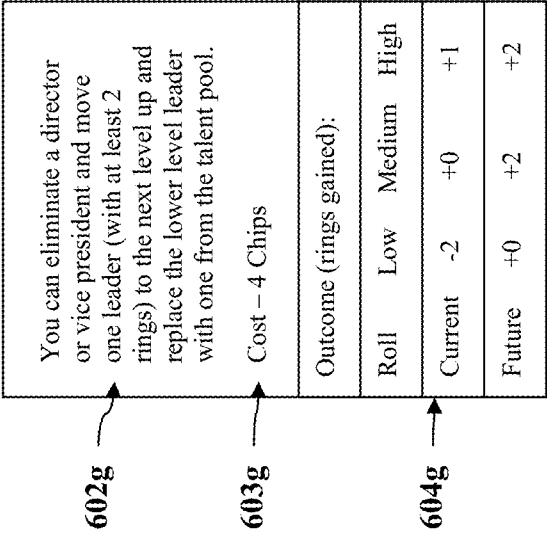 You can eliminate a director
or vice president and move
one leader (with at least 2
rings) to the next level up and
replace the lower level leader
with one from the talent pool.
602g
Cost – 4 Chips
603g
Outcome (rings gained):
Roll Low Medium High
Current -2 +0 +1
604g
Future +0 +2 +2